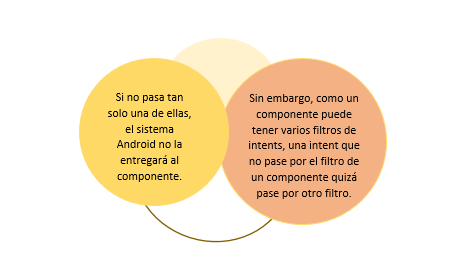 Si no pasa tan
solo una de ellas,
el sistema
Android no la
entregará al
componente.
Sin embargo, como un
componente puede
tener varios filtros de
intents, una intent que
no pase por el filtro de
un componente quizá
pase por otro filtro.